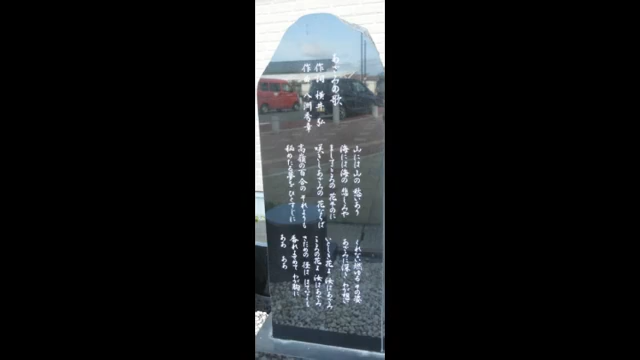 あざみの歌
作詞 横井 弘
作曲 八洲秀章
山には山の 愁いあり
海には海の 悲しみや
ましてこころの 花ぞのに
咲きしあざみの 花ならば
高嶺の百合の それよりも
秘めたる夢を ひとすじに
くれない燃ゆる その姿
あざみに深き わが想い
いとしき花よ 汝はあざみ
こころの花よ 汝はあざみ
さだめの径は はてなくも
香れよせめて わが胸に
ああ ああ